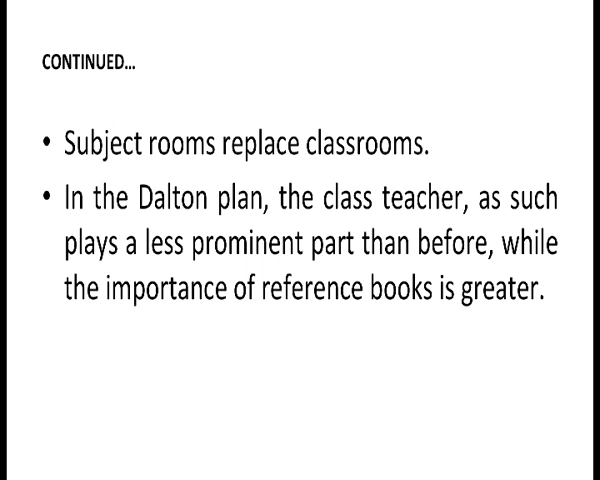 CONTINUED...
• Subject rooms replace classrooms.
• In the Dalton plan, the class teacher, as such
plays a less prominent part than before, while
the importance of reference books is greater.